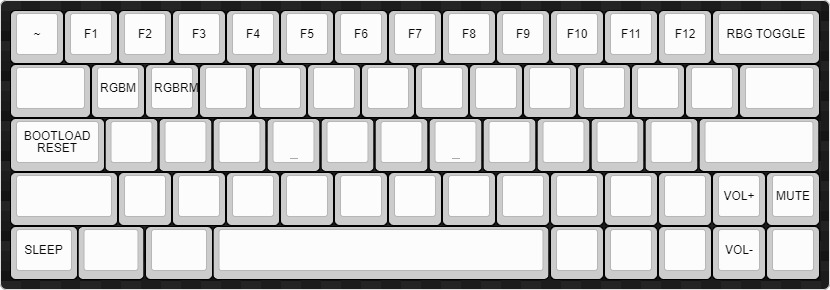 ~ F1 F2 F3 F4 F5 F6 F7 F8 F9 F10 F11 F12 RBG TOGGLE
RGBM RGBRM
BOOTLOAD
RESET
_ _
VOL+ MUTE
SLEEP VOL-